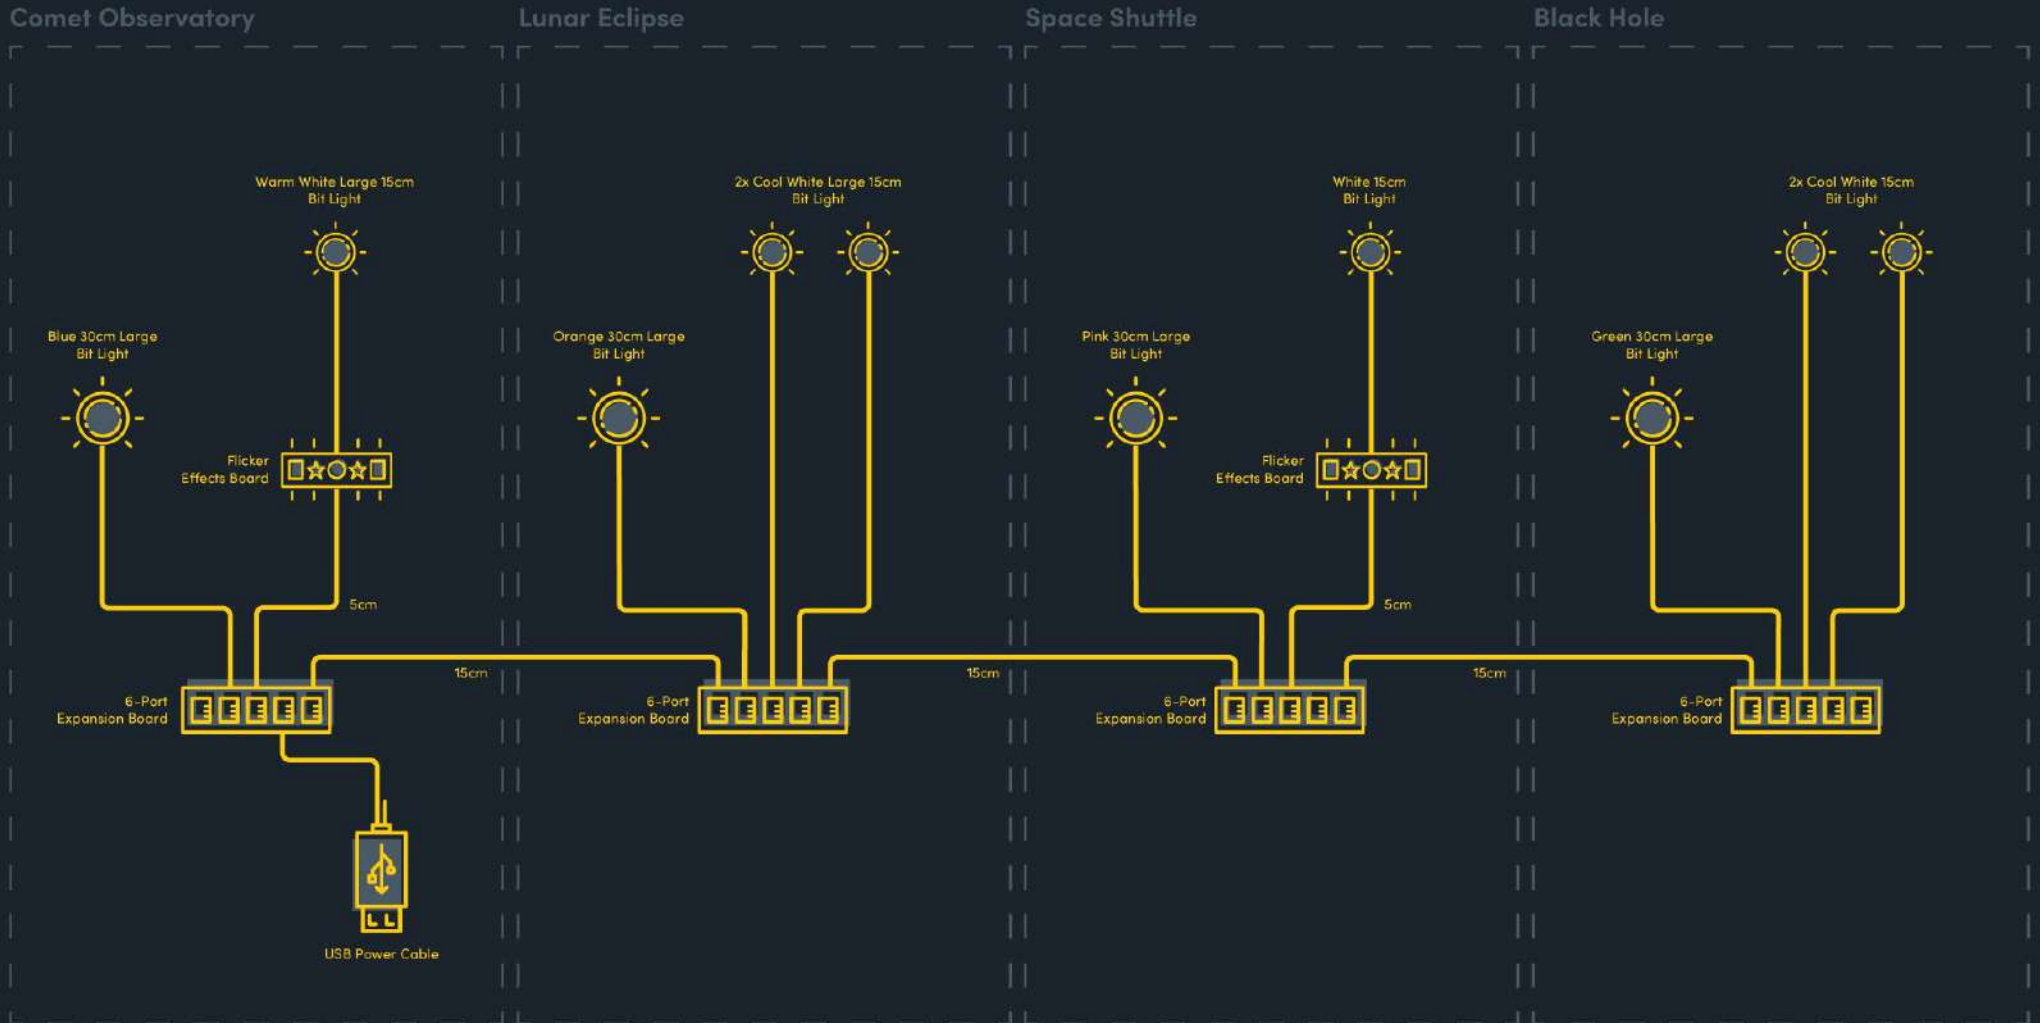 Comet Observatory
Lunar Eclipse
Space Shuttle
Black Hole
Warm White Large 15cm
Bit Light
2x Cool White Large 15cm
Bit Light
White 15cm
Bit Light
2x Cool White 15cm
Bit Light
Blue 30cm Large
Bit Light
Orange 30cm Large
Bit Light
Pink 30cm Large
Bit Light
Green 30cm Large
Bit Light
Flicker
Effects Board
Flicker
Effects Board
5cm
5cm
15cm
15cm
15cm
6-Port
Expansion Board
6-Port
Expansion Board
6-Port
Expansion Board
6-Port
Expansion Board
USB Power Cable